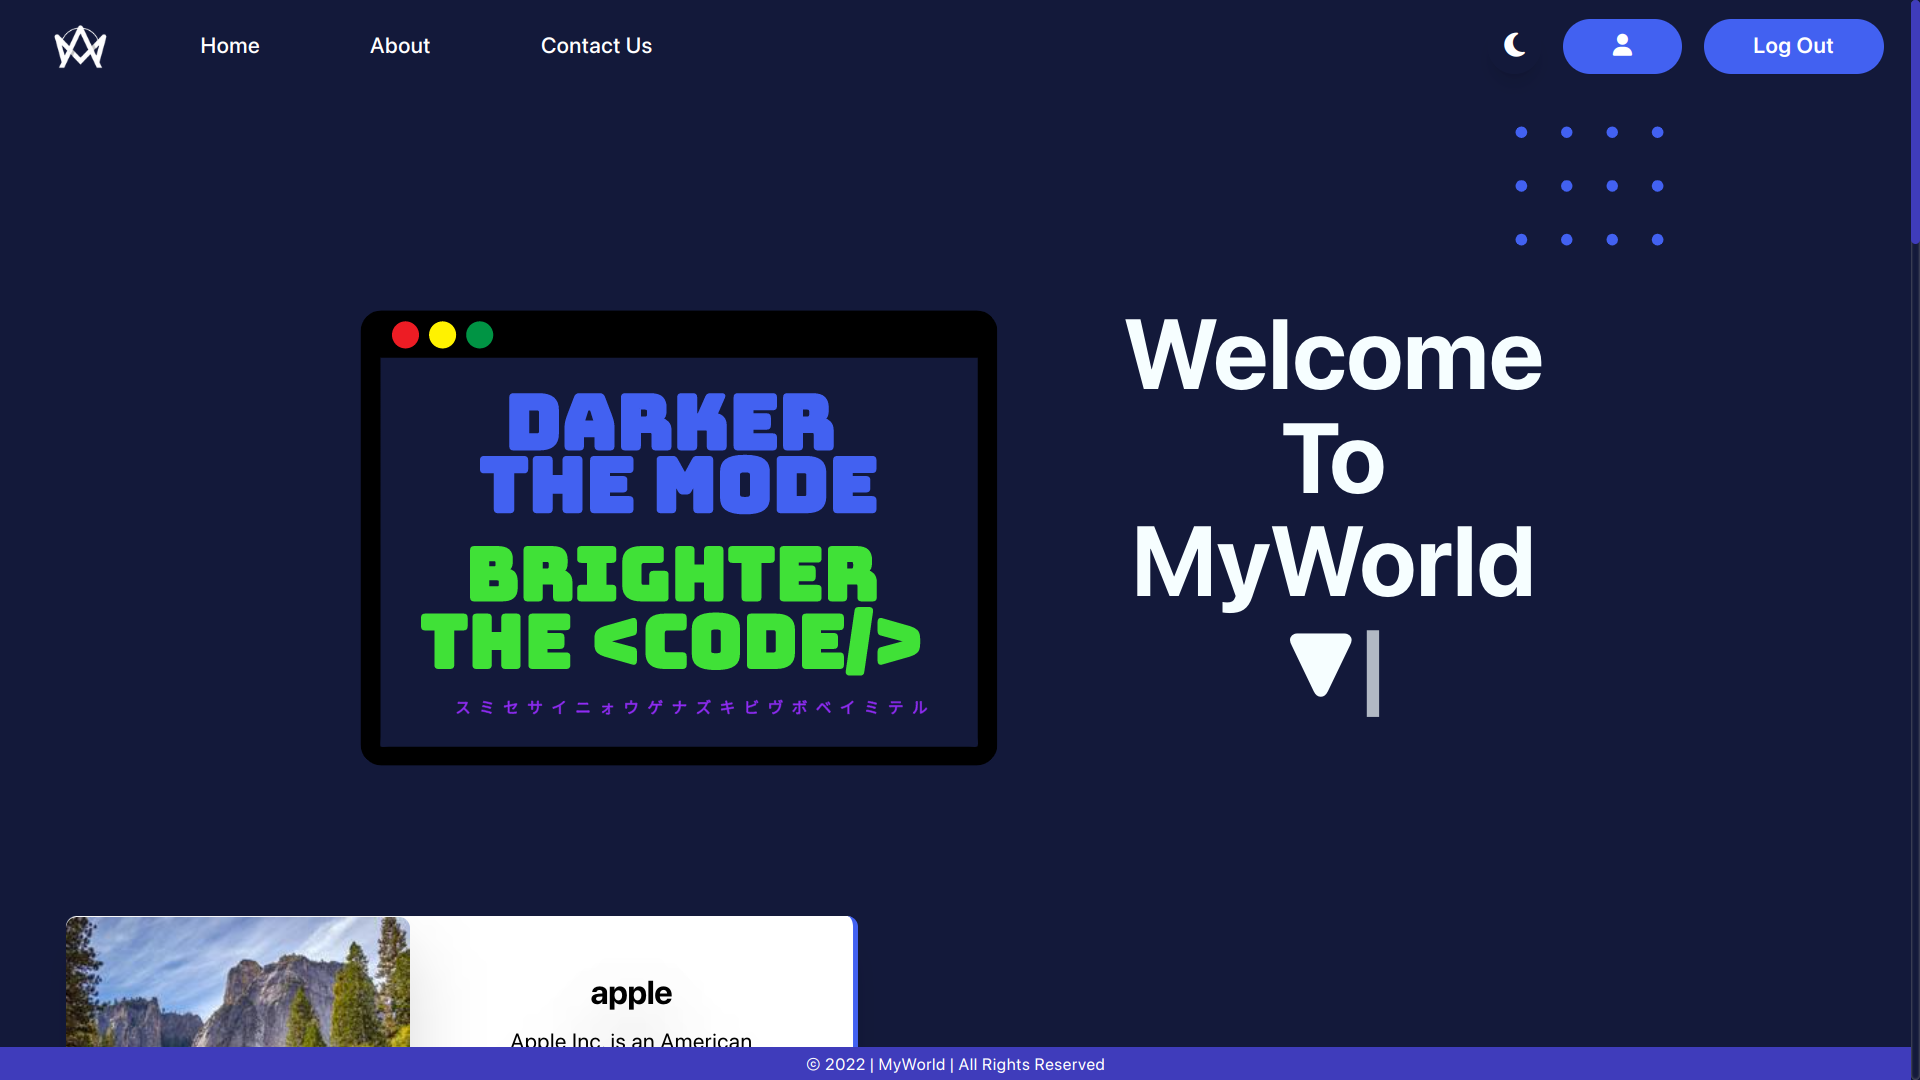 Home
About
Contact Us
Log Out
DARKER
THE MODE
BRIGHTER
THE <CODE/>
スミセサイニォウゲナズキビヴボベイミテル
Welcome
To
MyWorld
apple
Apple Inc. is an American
© 2022 | MyWorld | All Rights Reserved